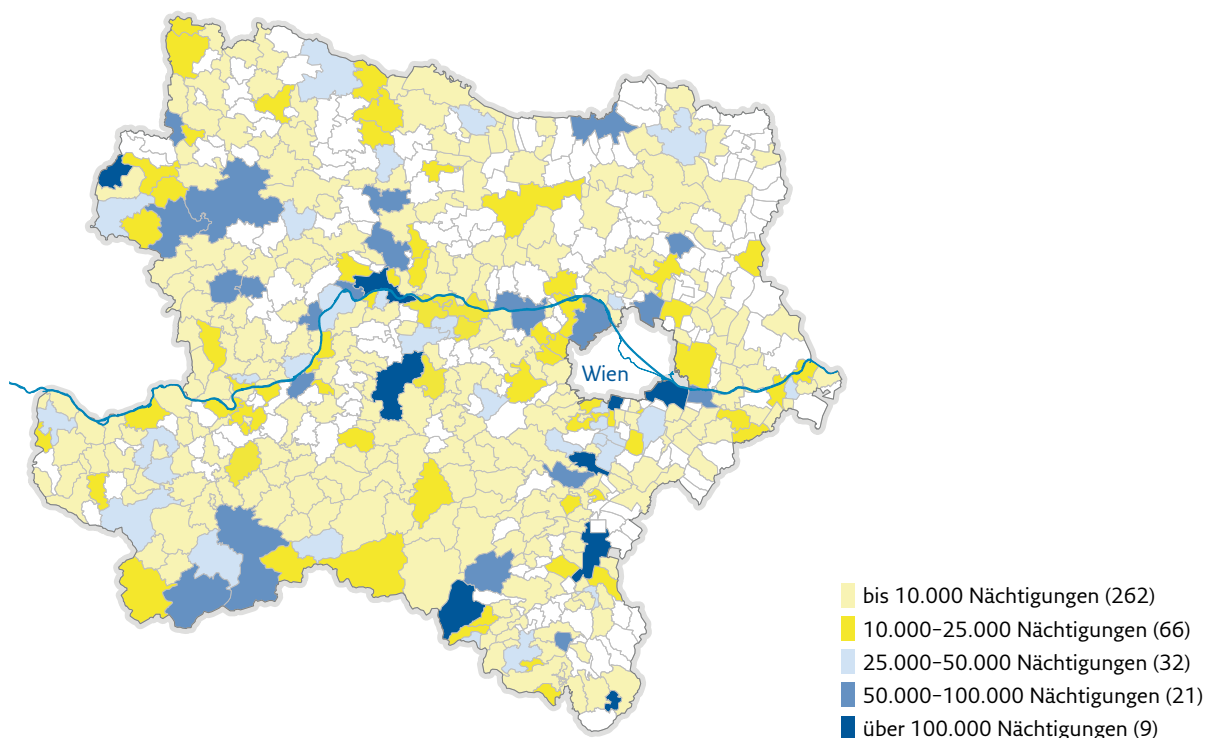 Wien
bis 10.000 Nächtigungen (262)
10.000–25.000 Nächtigungen (66)
25.000–50.000 Nächtigungen (32)
50.000–100.000 Nächtigungen (21)
über 100.000 Nächtigungen (9)